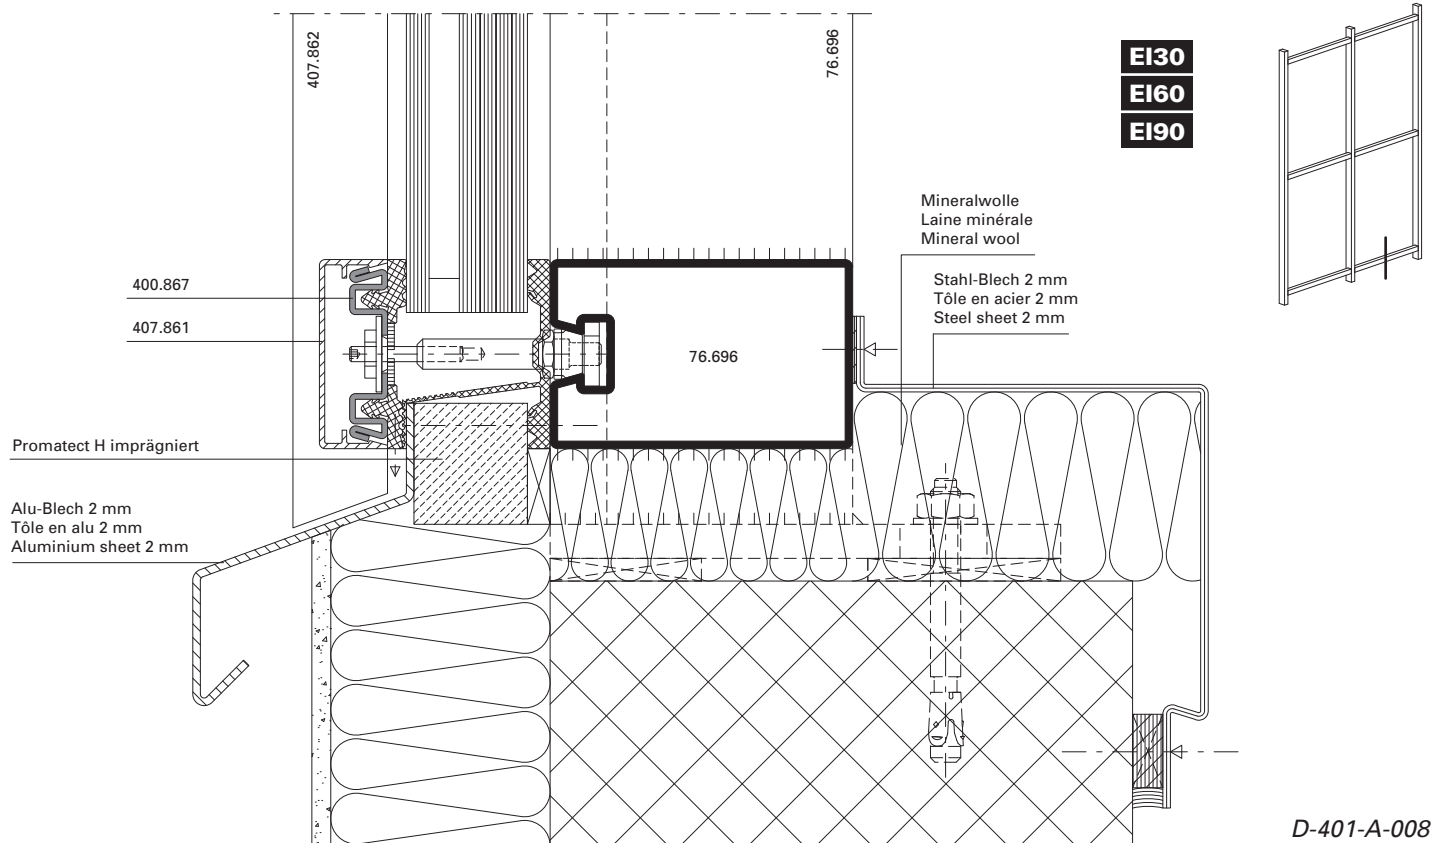 407.862
76.696
EI30
EI60
EI90
Mineralwolle
Laine minérale
Mineral wool
Stahl-Blech 2 mm
Tôle en acier 2 mm
Steel sheet 2 mm
400.867
407.861
76.696
Promatect H imprägniert
Alu-Blech 2 mm
Tôle en alu 2 mm
Aluminium sheet 2 mm
D-401-A-008